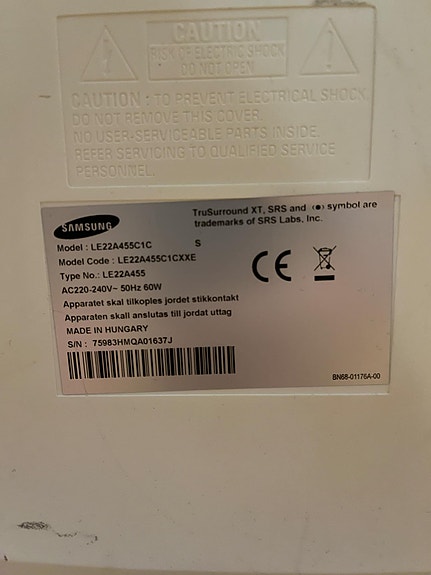 CAUTION
RISK OF ELECTRIC SHOCK
DO NOT OPEN
CAUTION : TO PREVENT ELECTRICAL SHOCK,
DO NOT REMOVE THIS COVER.
NO USER-SERVICEABLE PARTS INSIDE.
REFER SERVICING TO QUALIFIED SERVICE
PERSONNEL.
SAMSUNG
TruSurround XT, SRS and (●) symbol are
trademarks of SRS Labs, Inc.
Model : LE22A455C1C S
Model Code : LE22A455C1CXXE
Type No.: LE22A455
AC220-240V~ 50Hz 60W
Apparatet skal tilkoples jordet stikkontakt
Apparaten skall anslutas till jordat uttag
MADE IN HUNGARY
S/N : 75983HMQA01637J
CE
BN68-01176A-00